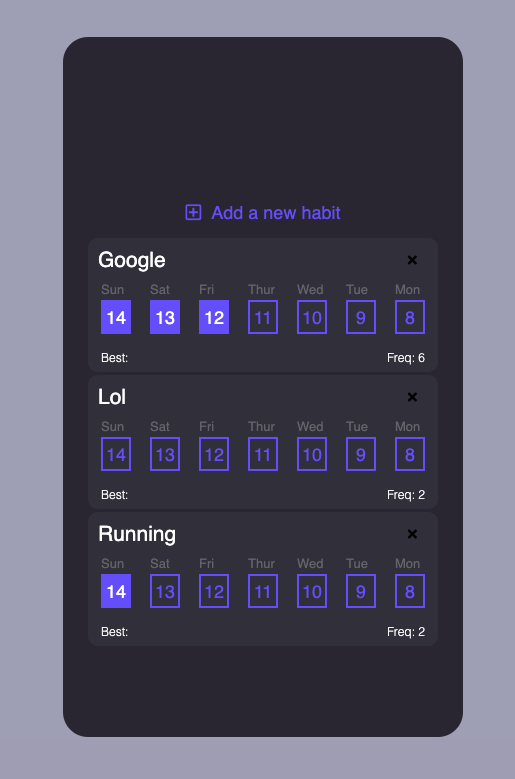 Add a new habit
Google ×
Sun Sat Fri Thur Wed Tue Mon
14 13 12 11 10 9 8
Best: Freq: 6
Lol ×
Sun Sat Fri Thur Wed Tue Mon
14 13 12 11 10 9 8
Best: Freq: 2
Running ×
Sun Sat Fri Thur Wed Tue Mon
14 13 12 11 10 9 8
Best: Freq: 2